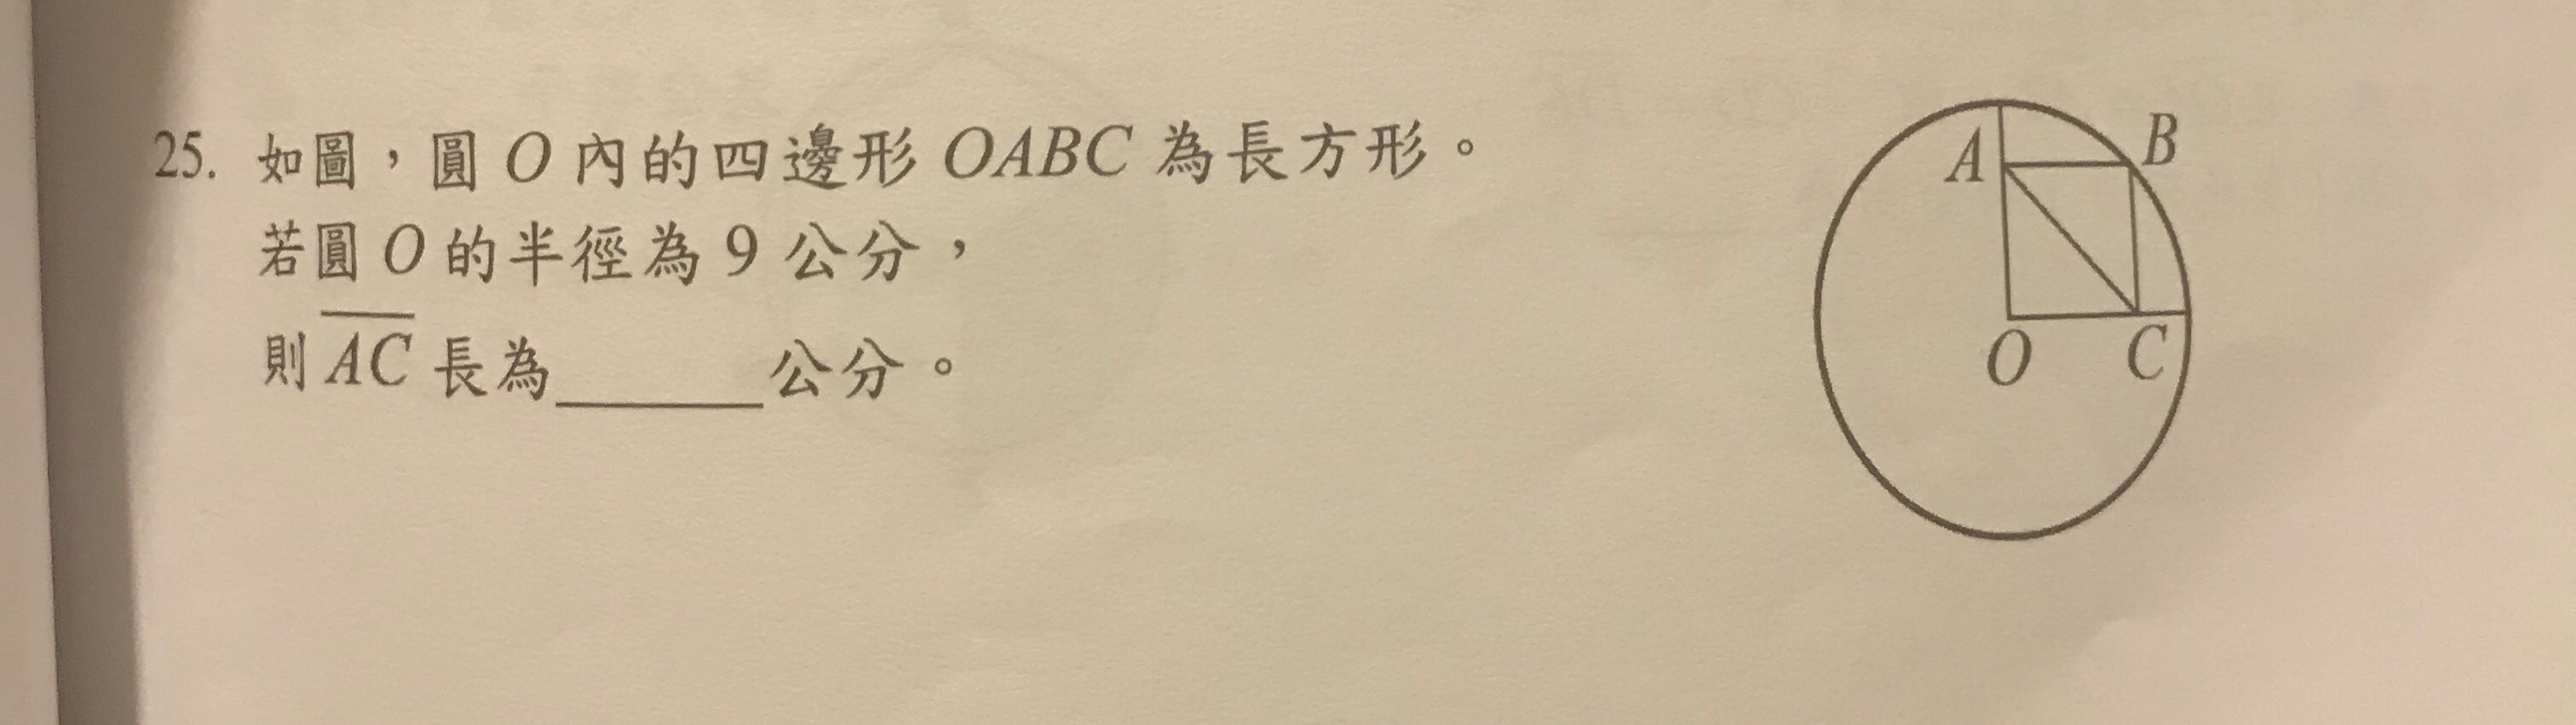 25. 如圖，圓 O 內的四邊形 OABC 為長方形。
若圓 O 的半徑為 9 公分，
則 A̅C̅ 長為______公分。
A
B
O
C